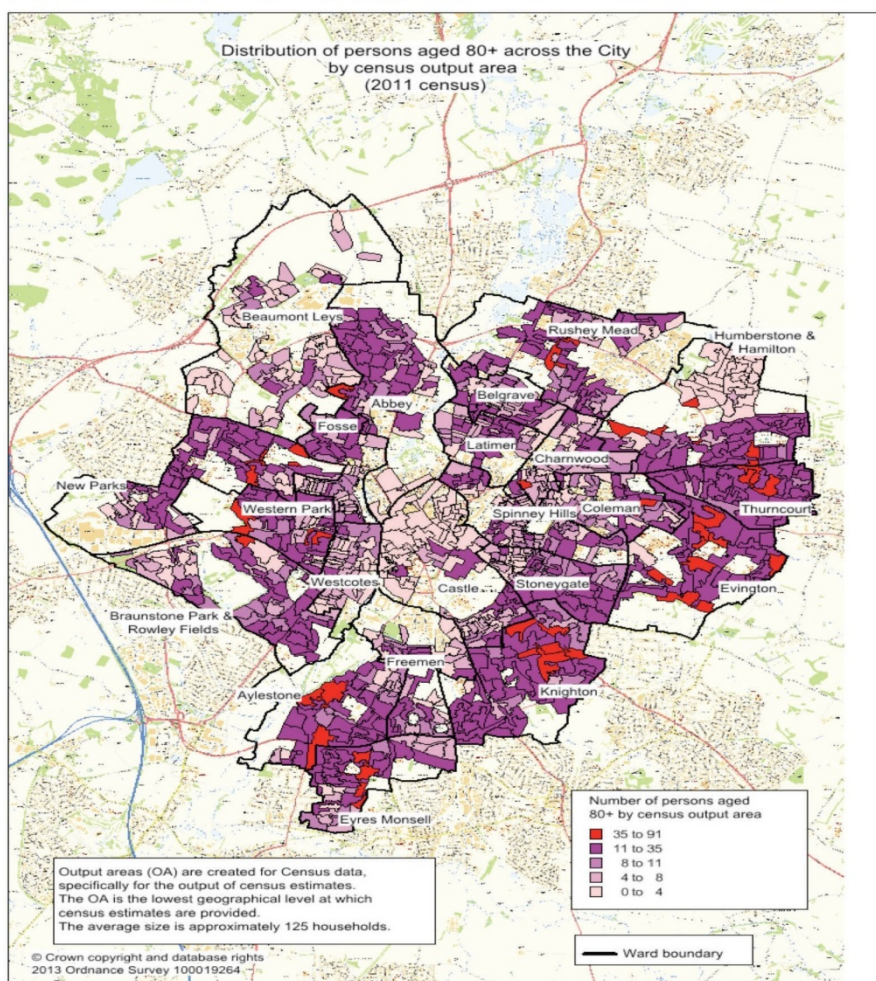 Distribution of persons aged 80+ across the City
by census output area
(2011 census)
Beaumont Leys
Rushey Mead
Humberstone &
Hamilton
Belgrave
Abbey
Fosse
Latimer
Charnwood
New Parks
Western Park
Spinney Hills
Coleman
Thurncourt
Westcotes
Castle
Stoneygate
Evington
Braunstone Park &
Rowley Fields
Freemen
Aylestone
Knighton
Eyres Monsell
Number of persons aged
80+ by census output area
35 to 91
11 to 35
8 to 11
4 to 8
0 to 4
Output areas (OA) are created for Census data,
specifically for the output of census estimates.
The OA is the lowest geographical level at which
census estimates are provided.
The average size is approximately 125 households.
Ward boundary
© Crown copyright and database rights
2013 Ordnance Survey 100019264